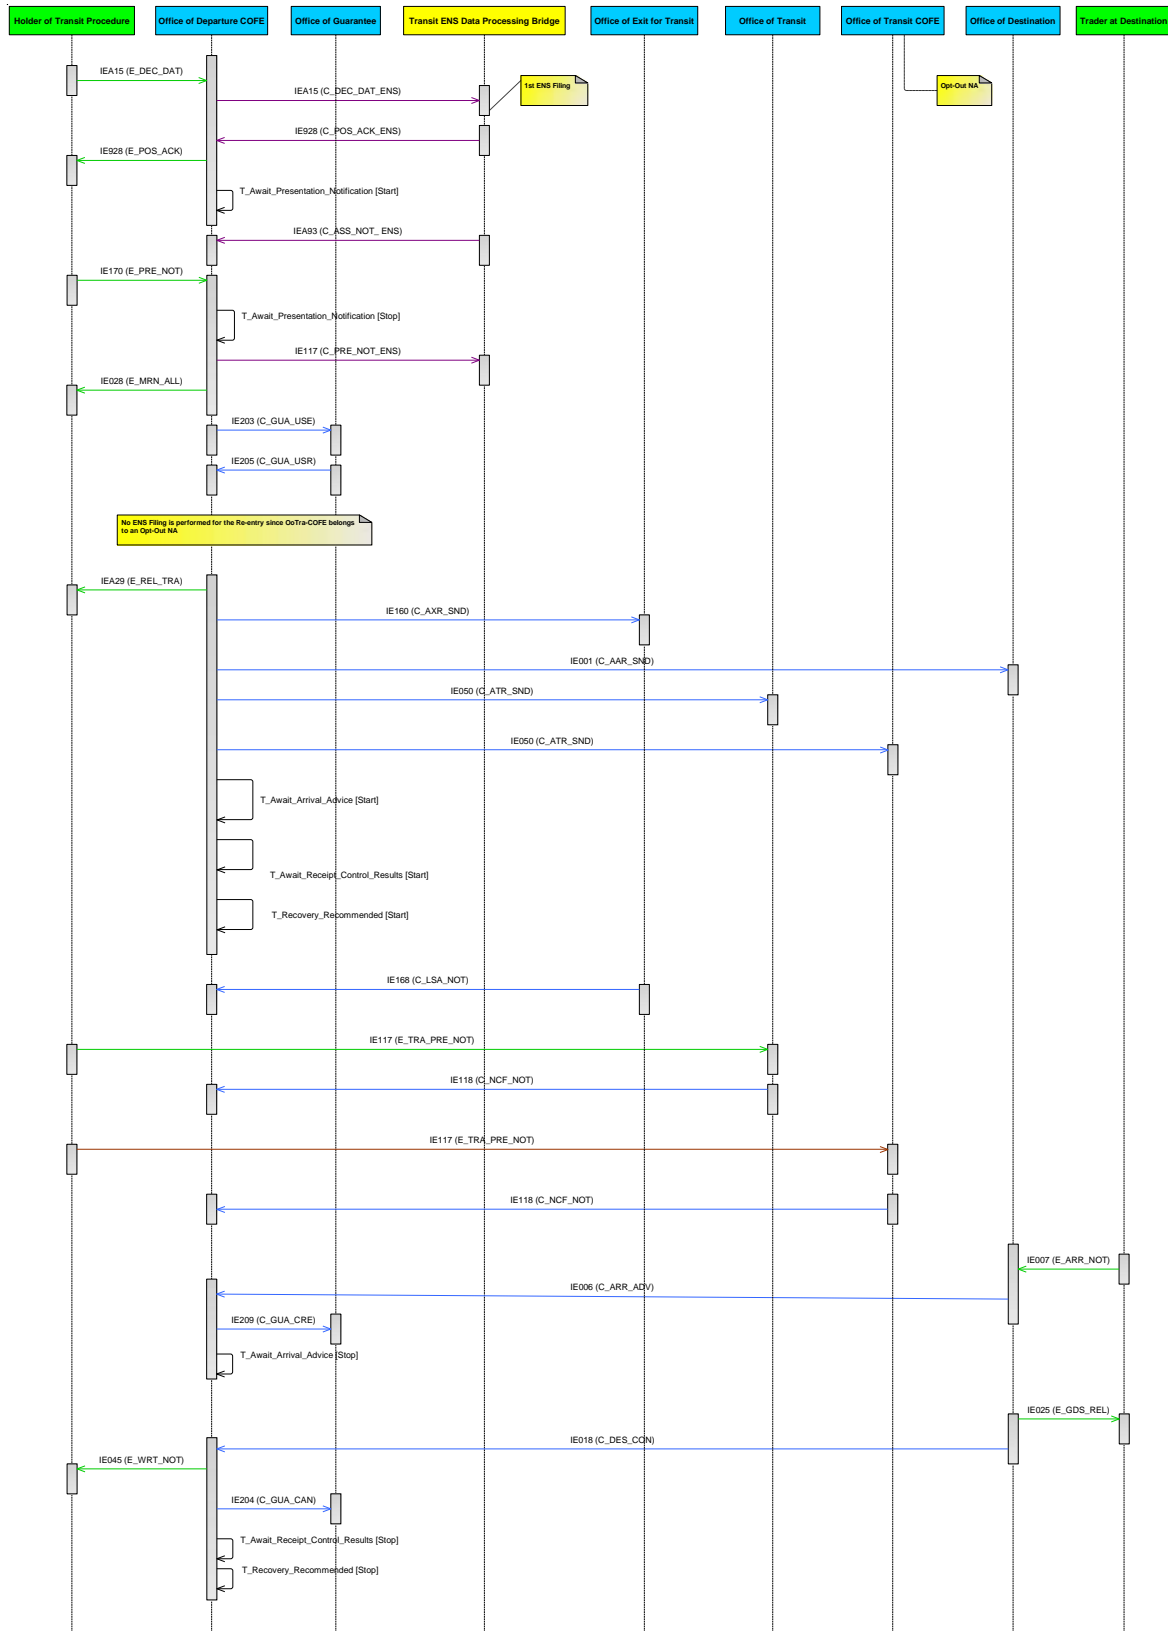 Holder of Transit Procedure
Office of Departure COFE
Office of Guarantee
Transit ENS Data Processing Bridge
Office of Exit for Transit
Office of Transit
Office of Transit COFE
Office of Destination
Trader at Destination
IEA15 (E_DEC_DAT)
1st ENS Filing
Opt-Out NA
IEA15 (C_DEC_DAT_ENS)
IE928 (C_POS_ACK_ENS)
IE928 (E_POS_ACK)
T_Await_Presentation_Notification [Start]
IEA93 (C_ASS_NOT_ ENS)
IE170 (E_PRE_NOT)
T_Await_Presentation_Notification [Stop]
IE117 (C_PRE_NOT_ENS)
IE028 (E_MRN_ALL)
IE203 (C_GUA_USE)
IE205 (C_GUA_USR)
No ENS Filing is performed for the Re-entry since OoTra-COFE belongs
to an Opt-Out NA
IEA29 (E_REL_TRA)
IE160 (C_AXR_SND)
IE001 (C_AAR_SND)
IE050 (C_ATR_SND)
IE050 (C_ATR_SND)
T_Await_Arrival_Advice [Start]
T_Await_Receipt_Control_Results [Start]
T_Recovery_Recommended [Start]
IE168 (C_LSA_NOT)
IE117 (E_TRA_PRE_NOT)
IE118 (C_NCF_NOT)
IE117 (E_TRA_PRE_NOT)
IE118 (C_NCF_NOT)
IE007 (E_ARR_NOT)
IE006 (C_ARR_ADV)
IE209 (C_GUA_CRE)
T_Await_Arrival_Advice [Stop]
IE025 (E_GDS_REL)
IE018 (C_DES_CON)
IE045 (E_WRT_NOT)
IE204 (C_GUA_CAN)
T_Await_Receipt_Control_Results [Stop]
T_Recovery_Recommended [Stop]